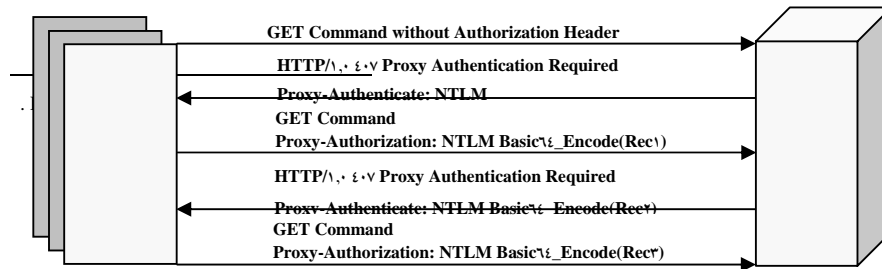 GET Command without Authorization Header
HTTP/١,٠ ٤٠٧ Proxy Authentication Required
Proxy-Authenticate: NTLM
GET Command
Proxy-Authorization: NTLM Basic٦٤_Encode(Rec١)
HTTP/١,٠ ٤٠٧ Proxy Authentication Required
Proxy-Authenticate: NTLM Basic٦٤_Encode(Rec٢)
GET Command
Proxy-Authorization: NTLM Basic٦٤_Encode(Rec٣)